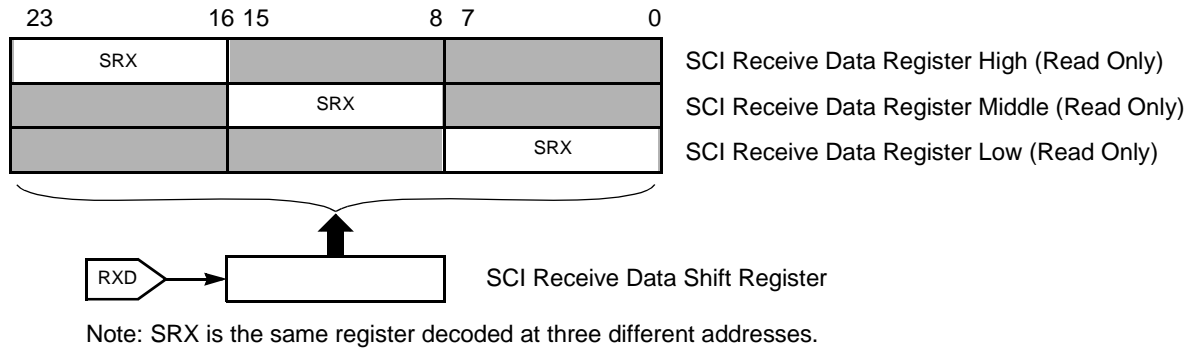 23 16 15 8 7 0
SRX SCI Receive Data Register High (Read Only)
SRX SCI Receive Data Register Middle (Read Only)
SRX SCI Receive Data Register Low (Read Only)
RXD SCI Receive Data Shift Register
Note: SRX is the same register decoded at three different addresses.